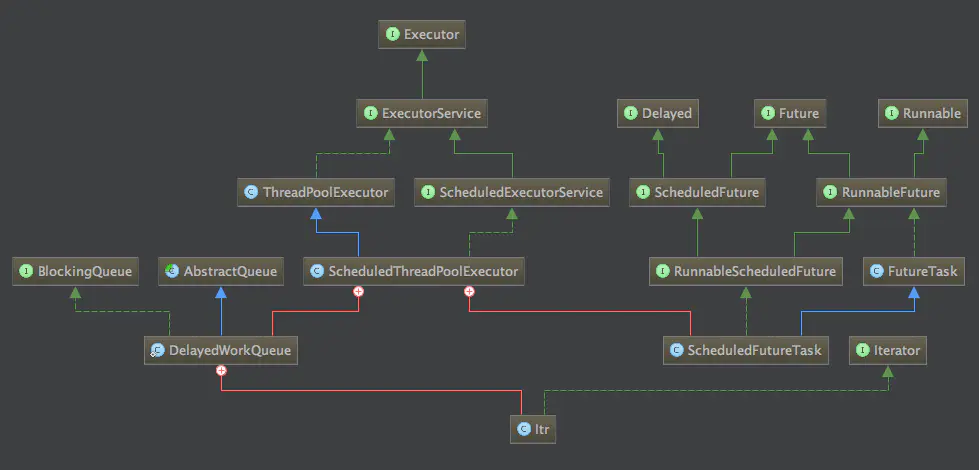 I Executor
I ExecutorService
I Delayed
I Future
I Runnable
C ThreadPoolExecutor
I ScheduledExecutorService
I ScheduledFuture
I RunnableFuture
I BlockingQueue
C AbstractQueue
C ScheduledThreadPoolExecutor
I RunnableScheduledFuture
C FutureTask
C DelayedWorkQueue
C ScheduledFutureTask
I Iterator
C Itr